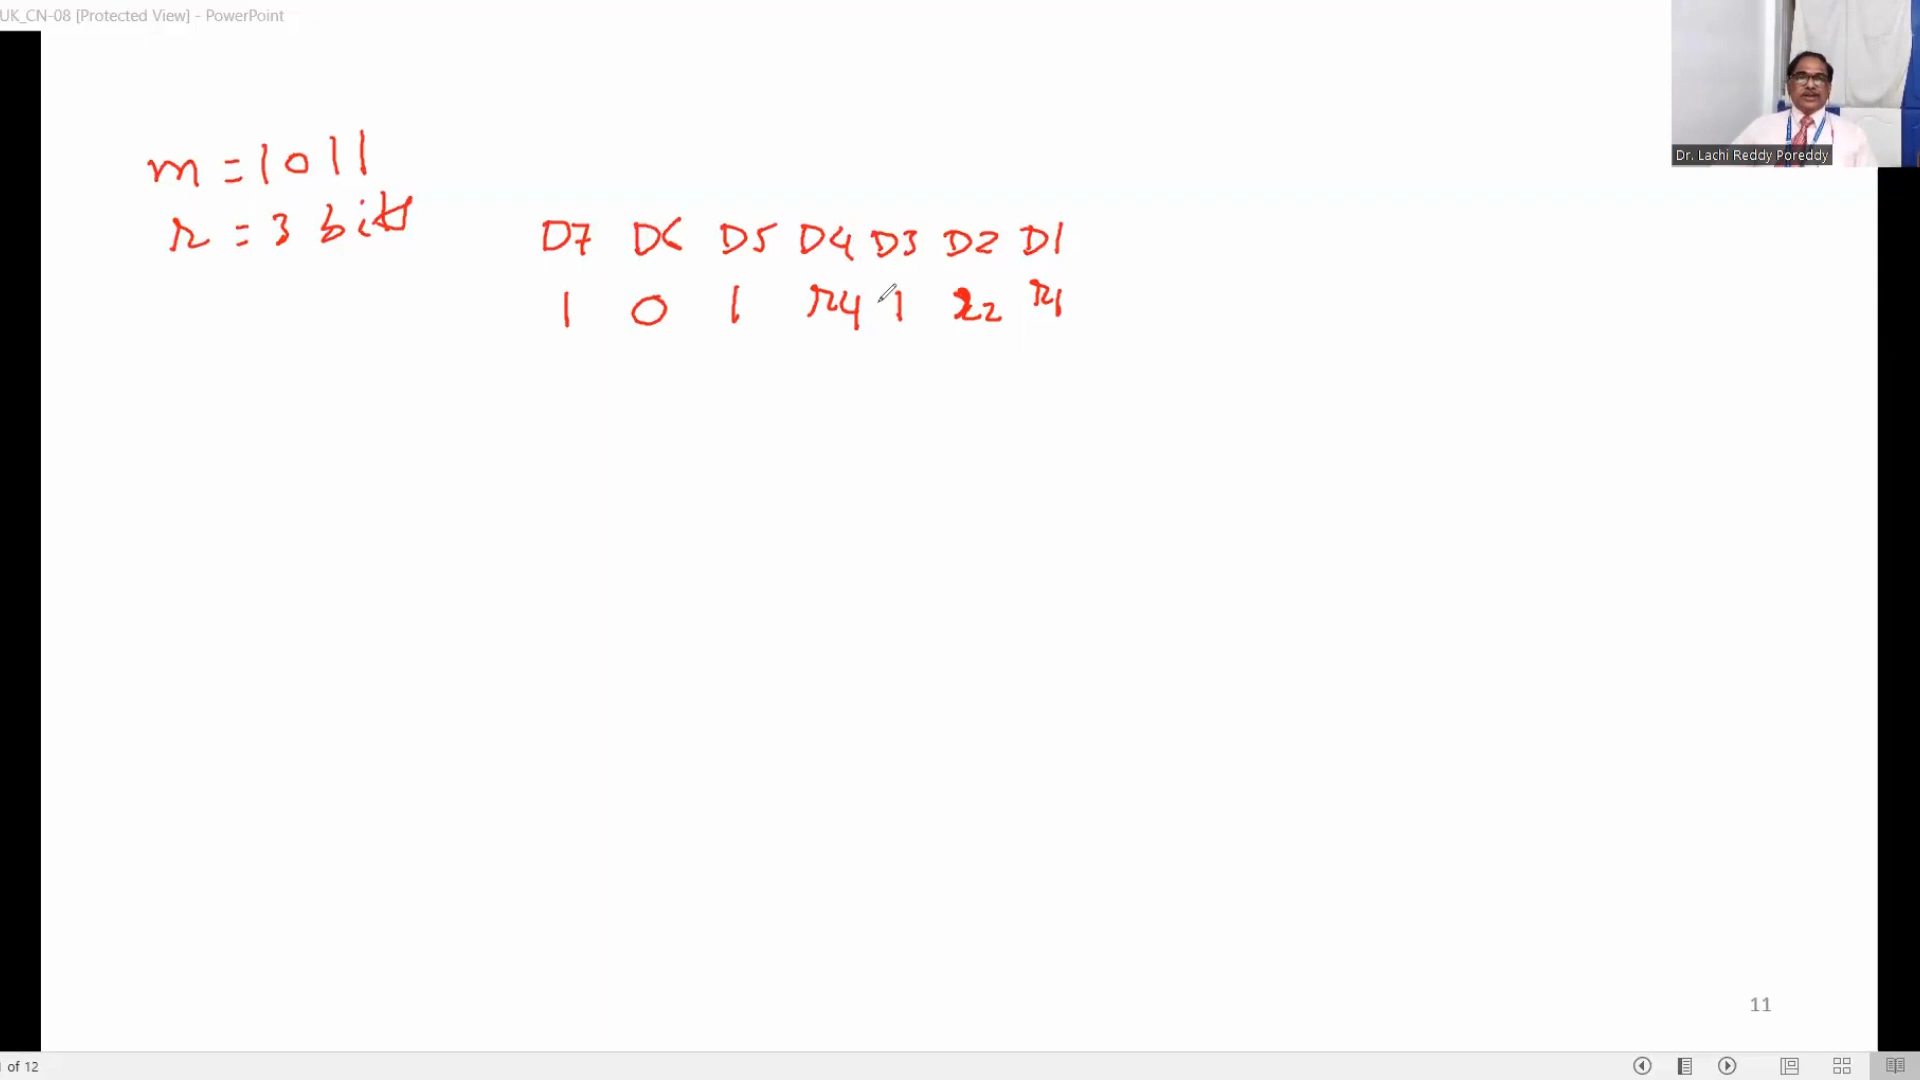 UK_CN-08 [Protected View] - PowerPoint
Dr. Lachi Reddy Poreddy
m = 1011
r = 3 bits
D7 D6 D5 D4 D3 D2 D1
1 0 1 r4 1 r2 r1
11
of 12